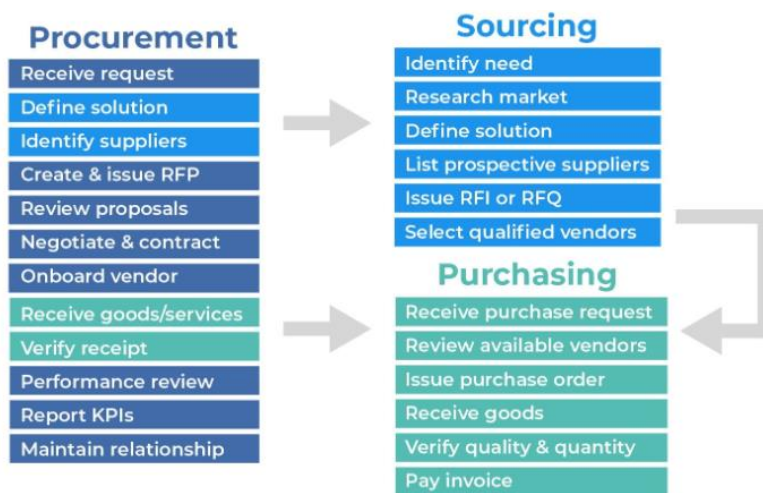 Procurement
Receive request
Define solution
Identify suppliers
Create & issue RFP
Review proposals
Negotiate & contract
Onboard vendor
Receive goods/services
Verify receipt
Performance review
Report KPIs
Maintain relationship
Sourcing
Identify need
Research market
Define solution
List prospective suppliers
Issue RFI or RFQ
Select qualified vendors
Purchasing
Receive purchase request
Review available vendors
Issue purchase order
Receive goods
Verify quality & quantity
Pay invoice